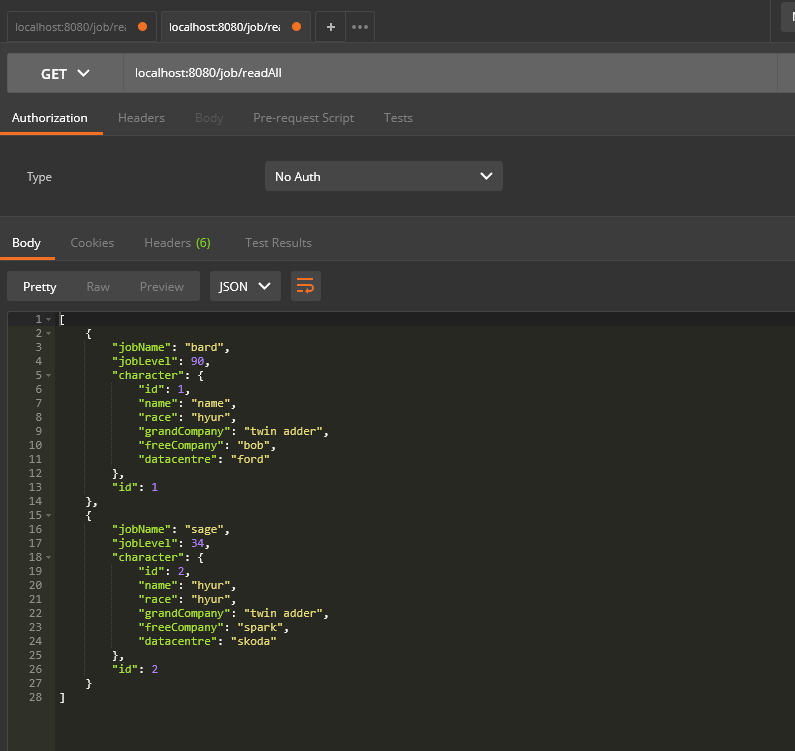 localhost:8080/job/rea localhost:8080/job/rea + •••
GET localhost:8080/job/readAll
Authorization Headers Body Pre-request Script Tests
Type No Auth
Body Cookies Headers (6) Test Results
Pretty Raw Preview JSON
1 [
2 {
3 "jobName": "bard",
4 "jobLevel": 90,
5 "character": {
6 "id": 1,
7 "name": "name",
8 "race": "hyur",
9 "grandCompany": "twin adder",
10 "freeCompany": "bob",
11 "datacentre": "ford"
12 },
13 "id": 1
14 },
15 {
16 "jobName": "sage",
17 "jobLevel": 34,
18 "character": {
19 "id": 2,
20 "name": "hyur",
21 "race": "hyur",
22 "grandCompany": "twin adder",
23 "freeCompany": "spark",
24 "datacentre": "skoda"
25 },
26 "id": 2
27 }
28 ]